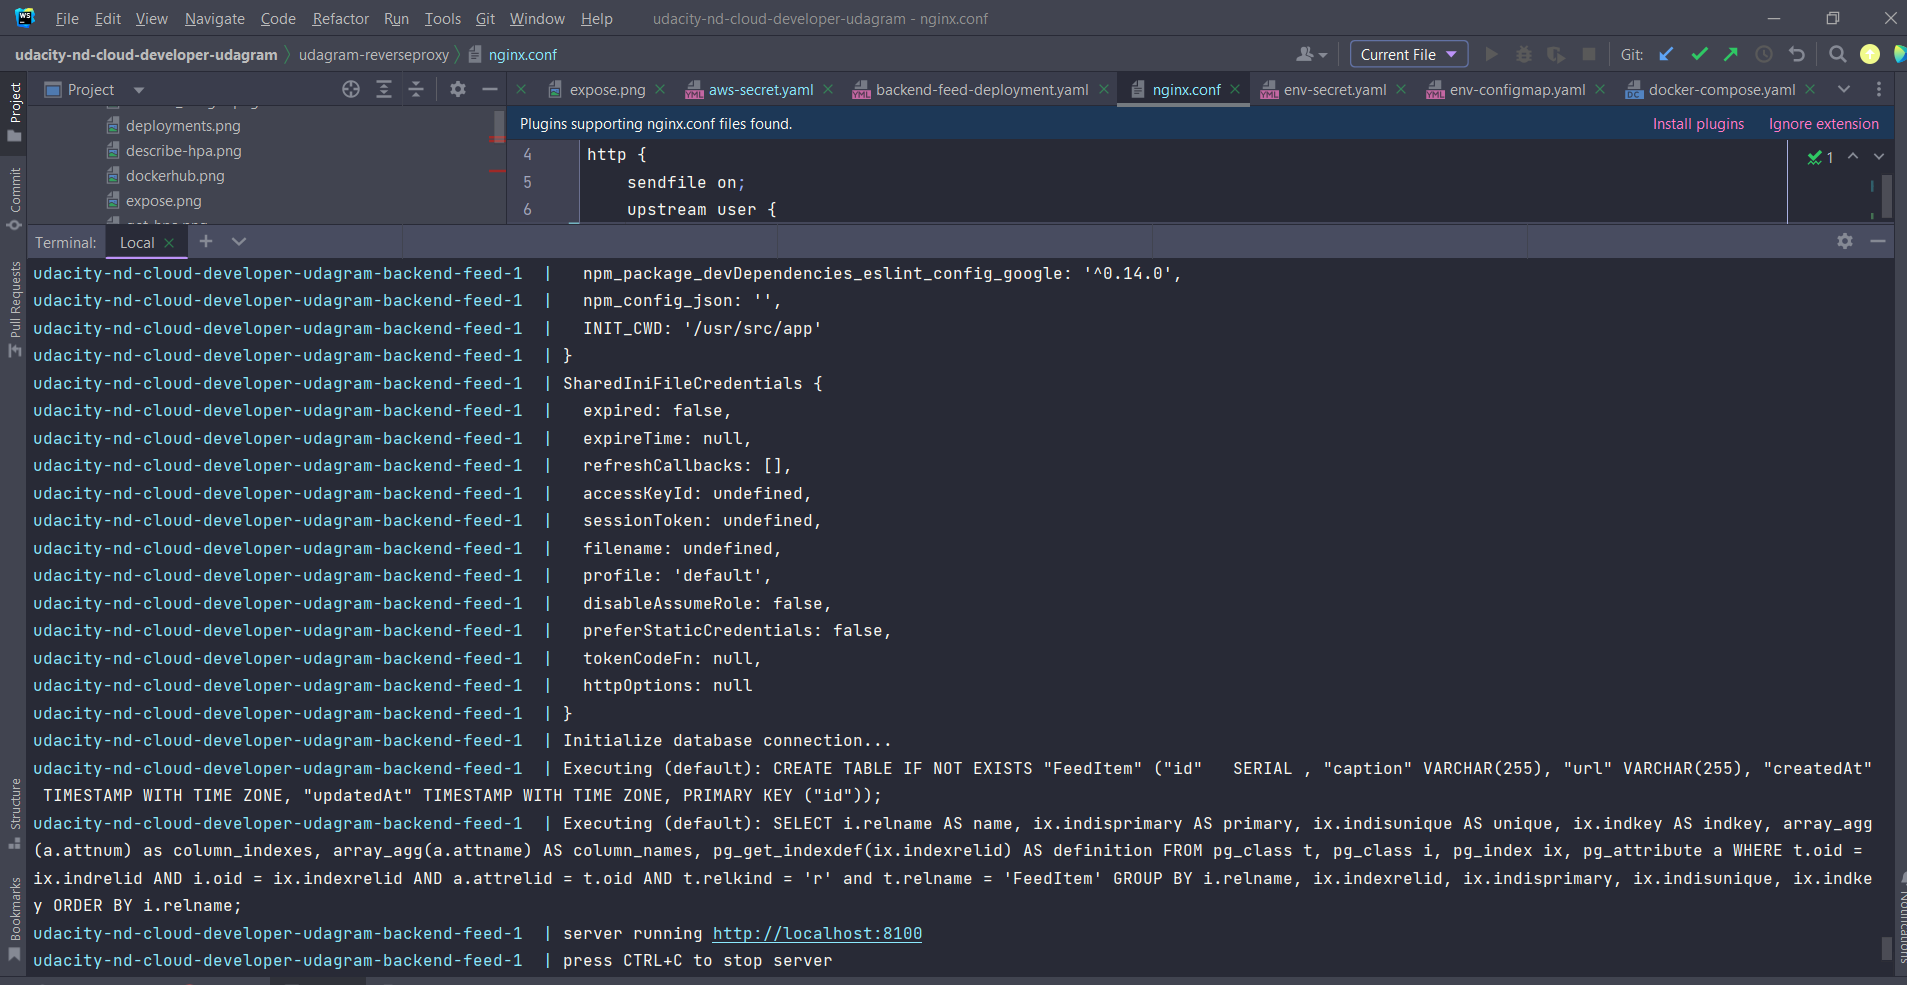 WS File Edit View Navigate Code Refactor Run Tools Git Window Help udacity-nd-cloud-developer-udagram - nginx.conf
udacity-nd-cloud-developer-udagram udagram-reverseproxy nginx.conf Current File Git:
Project expose.png aws-secret.yaml backend-feed-deployment.yaml nginx.conf env-secret.yaml env-configmap.yaml docker-compose.yaml
Project
Commit
Pull Requests
Structure
Bookmarks
Notifications
deployments.png
describe-hpa.png
dockerhub.png
expose.png
Plugins supporting nginx.conf files found. Install plugins Ignore extension
4 http { 1
5 sendfile on;
6 upstream user {
Terminal: Local
udacity-nd-cloud-developer-udagram-backend-feed-1 | npm_package_devDependencies_eslint_config_google: '^0.14.0',
udacity-nd-cloud-developer-udagram-backend-feed-1 | npm_config_json: '',
udacity-nd-cloud-developer-udagram-backend-feed-1 | INIT_CWD: '/usr/src/app'
udacity-nd-cloud-developer-udagram-backend-feed-1 | }
udacity-nd-cloud-developer-udagram-backend-feed-1 | SharedIniFileCredentials {
udacity-nd-cloud-developer-udagram-backend-feed-1 | expired: false,
udacity-nd-cloud-developer-udagram-backend-feed-1 | expireTime: null,
udacity-nd-cloud-developer-udagram-backend-feed-1 | refreshCallbacks: [],
udacity-nd-cloud-developer-udagram-backend-feed-1 | accessKeyId: undefined,
udacity-nd-cloud-developer-udagram-backend-feed-1 | sessionToken: undefined,
udacity-nd-cloud-developer-udagram-backend-feed-1 | filename: undefined,
udacity-nd-cloud-developer-udagram-backend-feed-1 | profile: 'default',
udacity-nd-cloud-developer-udagram-backend-feed-1 | disableAssumeRole: false,
udacity-nd-cloud-developer-udagram-backend-feed-1 | preferStaticCredentials: false,
udacity-nd-cloud-developer-udagram-backend-feed-1 | tokenCodeFn: null,
udacity-nd-cloud-developer-udagram-backend-feed-1 | httpOptions: null
udacity-nd-cloud-developer-udagram-backend-feed-1 | }
udacity-nd-cloud-developer-udagram-backend-feed-1 | Initialize database connection...
udacity-nd-cloud-developer-udagram-backend-feed-1 | Executing (default): CREATE TABLE IF NOT EXISTS "FeedItem" ("id" SERIAL , "caption" VARCHAR(255), "url" VARCHAR(255), "createdAt"
TIMESTAMP WITH TIME ZONE, "updatedAt" TIMESTAMP WITH TIME ZONE, PRIMARY KEY ("id"));
udacity-nd-cloud-developer-udagram-backend-feed-1 | Executing (default): SELECT i.relname AS name, ix.indisprimary AS primary, ix.indisunique AS unique, ix.indkey AS indkey, array_agg
(a.attnum) as column_indexes, array_agg(a.attname) AS column_names, pg_get_indexdef(ix.indexrelid) AS definition FROM pg_class t, pg_class i, pg_index ix, pg_attribute a WHERE t.oid =
ix.indrelid AND i.oid = ix.indexrelid AND a.attrelid = t.oid AND t.relkind = 'r' and t.relname = 'FeedItem' GROUP BY i.relname, ix.indexrelid, ix.indisprimary, ix.indisunique, ix.indke
y ORDER BY i.relname;
udacity-nd-cloud-developer-udagram-backend-feed-1 | server running http://localhost:8100
udacity-nd-cloud-developer-udagram-backend-feed-1 | press CTRL+C to stop server